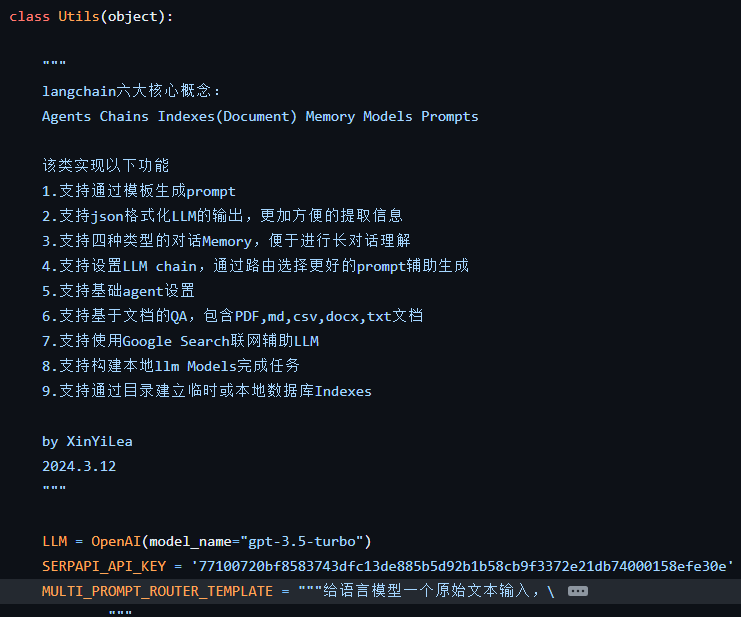 class Utils(object):
"""
langchain六大核心概念：
Agents Chains Indexes(Document) Memory Models Prompts
该类实现以下功能
1.支持通过模板生成prompt
2.支持json格式化LLM的输出，更加方便的提取信息
3.支持四种类型的对话Memory，便于进行长对话理解
4.支持设置LLM chain，通过路由选择更好的prompt辅助生成
5.支持基础agent设置
6.支持基于文档的QA，包含PDF,md,csv,docx,txt文档
7.支持使用Google Search联网辅助LLM
8.支持构建本地llm Models完成任务
9.支持通过目录建立临时或本地数据库Indexes
by XinYiLea
2024.3.12
"""
LLM = OpenAI(model_name="gpt-3.5-turbo")
SERPAPI_API_KEY = '77100720bf8583743dfc13de885b5d92b1b58cb9f3372e21db74000158efe30e'
MULTI_PROMPT_ROUTER_TEMPLATE = """给语言模型一个原始文本输入，\ ...
"""